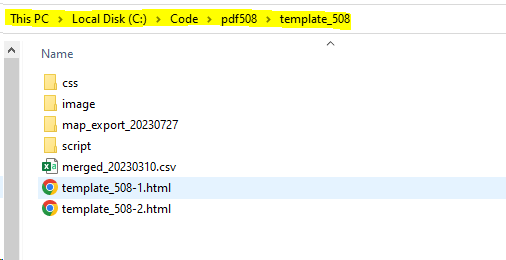 This PC > Local Disk (C:) > Code > pdf508 > template_508
Name
css
image
map_export_20230727
script
merged_20230310.csv
template_508-1.html
template_508-2.html